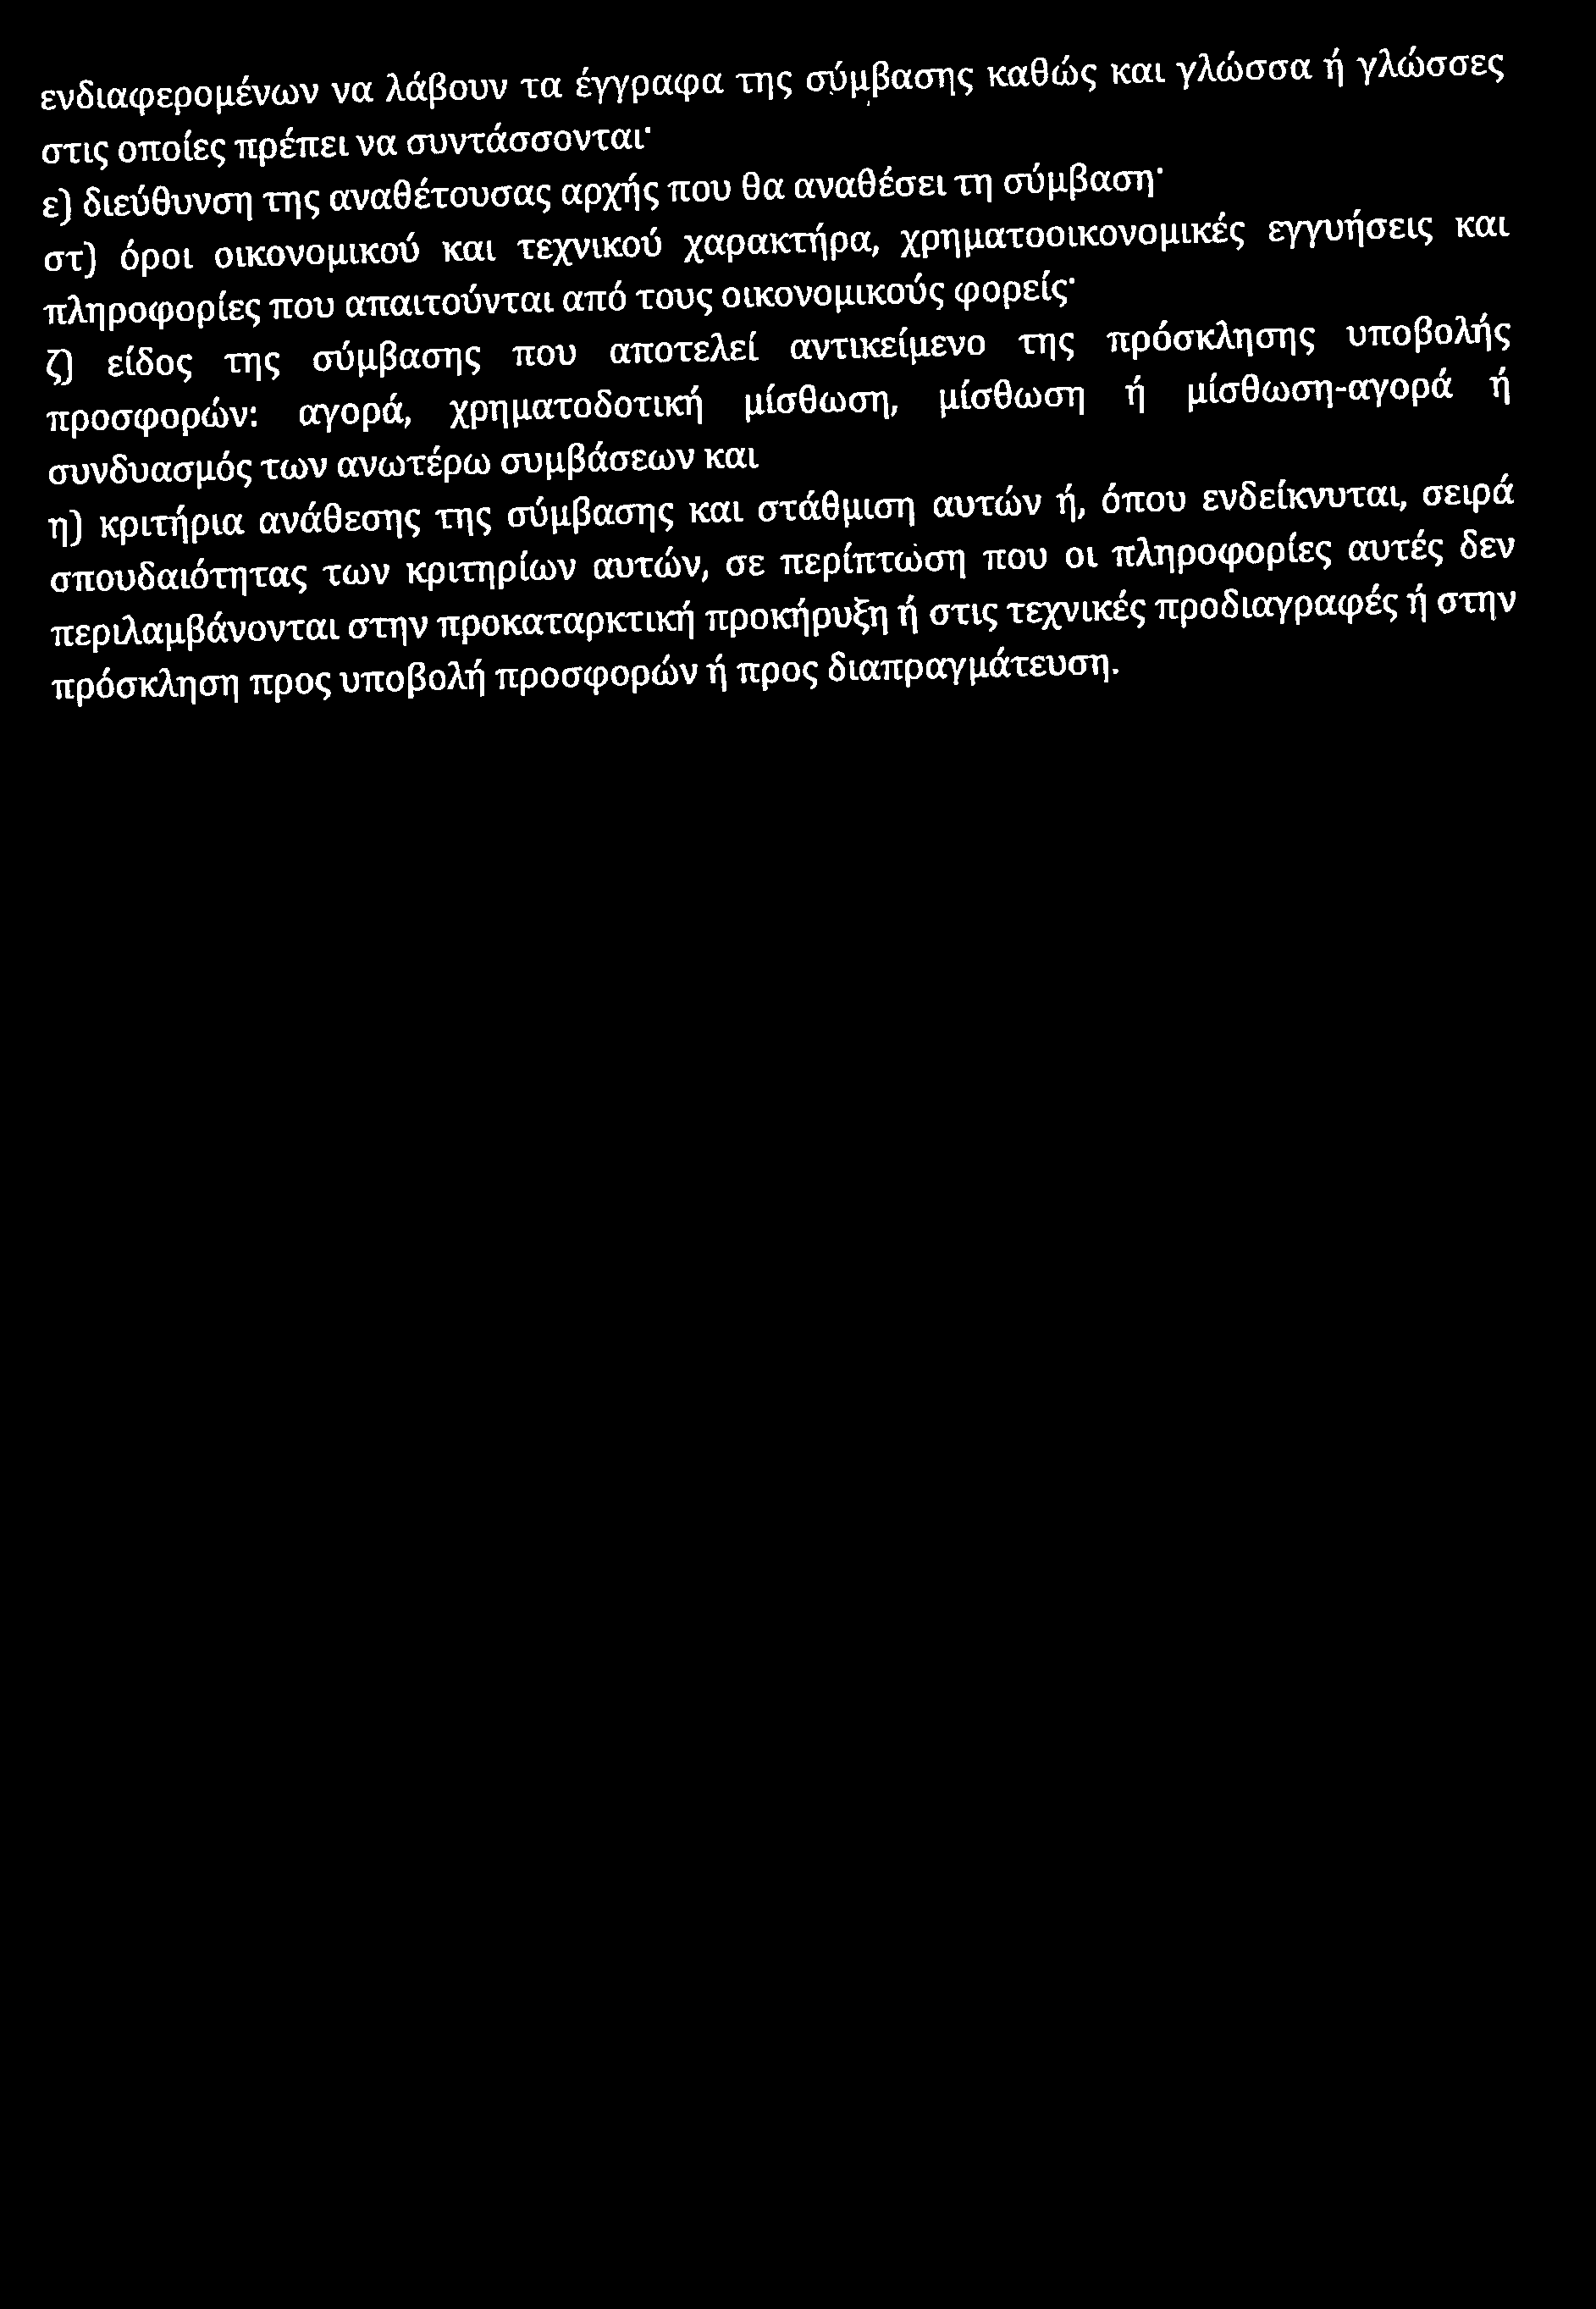 ενδιαφερομένων να λάβουν τα έγγραφα της σύμβασης καθώς και γλώσσα ή γλώσσες
στις οποίες πρέπει να συντάσσονται·
ε) διεύθυνση της αναθέτουσας αρχής που θα αναθέσει τη σύμβαση·
στ) όροι οικονομικού και τεχνικού χαρακτήρα, χρηματοοικονομικές εγγυήσεις και
πληροφορίες που απαιτούνται από τους οικονομικούς φορείς·
ζ) είδος της σύμβασης που αποτελεί αντικείμενο της πρόσκλησης υποβολής
προσφορών: αγορά, χρηματοδοτική μίσθωση, μίσθωση ή μίσθωση-αγορά ή
συνδυασμός των ανωτέρω συμβάσεων και
η) κριτήρια ανάθεσης της σύμβασης και στάθμιση αυτών ή, όπου ενδείκνυται, σειρά
σπουδαιότητας των κριτηρίων αυτών, σε περίπτωση που οι πληροφορίες αυτές δεν
περιλαμβάνονται στην προκαταρκτική προκήρυξη ή στις τεχνικές προδιαγραφές ή στην
πρόσκληση προς υποβολή προσφορών ή προς διαπραγμάτευση.